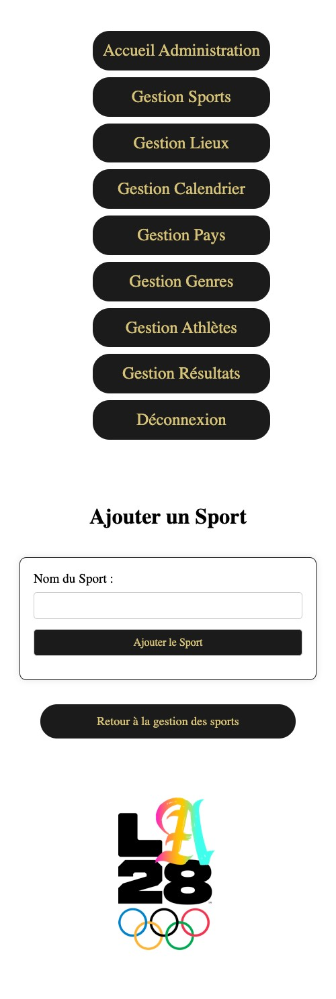 Accueil Administration
Gestion Sports
Gestion Lieux
Gestion Calendrier
Gestion Pays
Gestion Genres
Gestion Athlètes
Gestion Résultats
Déconnexion
Ajouter un Sport
Nom du Sport :
Ajouter le Sport
Retour à la gestion des sports
LA
28